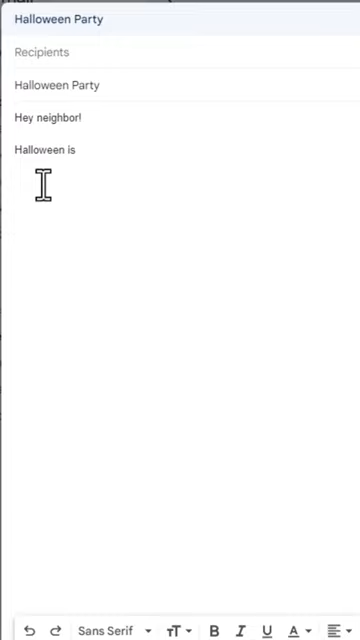 Halloween Party
Recipients
Halloween Party
Hey neighbor!
Halloween is
Sans Serif
B I U A